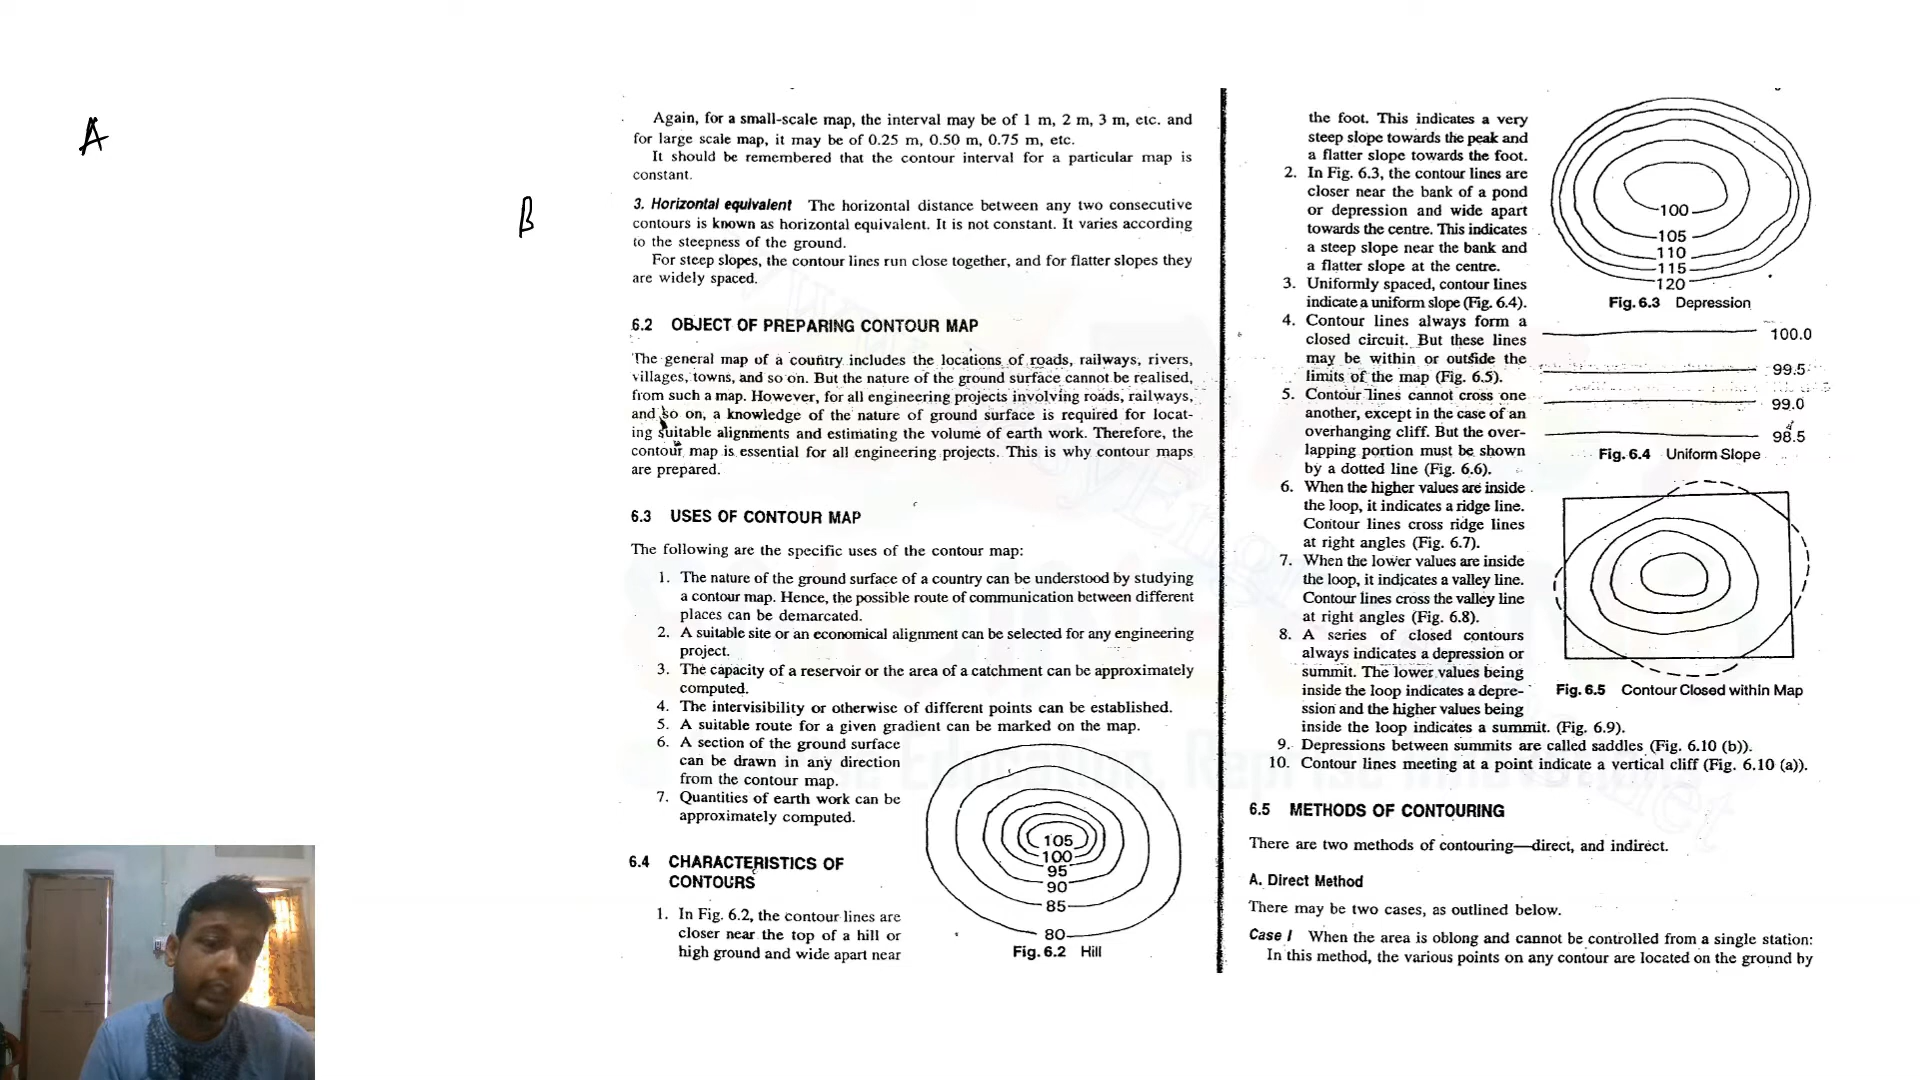 A
B
Again, for a small-scale map, the interval may be of 1 m, 2 m, 3 m, etc. and
for large scale map, it may be of 0.25 m, 0.50 m, 0.75 m, etc.
It should be remembered that the contour interval for a particular map is
constant.
3. Horizontal equivalent The horizontal distance between any two consecutive
contours is known as horizontal equivalent. It is not constant. It varies according
to the steepness of the ground.
For steep slopes, the contour lines run close together, and for flatter slopes they
are widely spaced.
6.2 OBJECT OF PREPARING CONTOUR MAP
The general map of a country includes the locations of roads, railways, rivers,
villages, towns, and so on. But the nature of the ground surface cannot be realised,
from such a map. However, for all engineering projects involving roads, railways,
and so on, a knowledge of the nature of ground surface is required for locat-
ing suitable alignments and estimating the volume of earth work. Therefore, the
contour map is essential for all engineering projects. This is why contour maps
are prepared.
6.3 USES OF CONTOUR MAP
The following are the specific uses of the contour map:
1. The nature of the ground surface of a country can be understood by studying
a contour map. Hence, the possible route of communication between different
places can be demarcated.
2. A suitable site or an economical alignment can be selected for any engineering
project.
3. The capacity of a reservoir or the area of a catchment can be approximately
computed.
4. The intervisibility or otherwise of different points can be established.
5. A suitable route for a given gradient can be marked on the map.
6. A section of the ground surface
can be drawn in any direction
from the contour map.
7. Quantities of earth work can be
approximately computed.
6.4 CHARACTERISTICS OF
CONTOURS
1. In Fig. 6.2, the contour lines are
closer near the top of a hill or
high ground and wide apart near
105
100
95
90
85
80
Fig. 6.2 Hill
the foot. This indicates a very
steep slope towards the peak and
a flatter slope towards the foot.
2. In Fig. 6.3, the contour lines are
closer near the bank of a pond
or depression and wide apart
towards the centre. This indicates
a steep slope near the bank and
a flatter slope at the centre.
3. Uniformly spaced, contour lines
indicate a uniform slope (Fig. 6.4).
4. Contour lines always form a
closed circuit. But these lines
may be within or outside the
limits of the map (Fig. 6.5).
5. Contour lines cannot cross one
another, except in the case of an
overhanging cliff. But the over-
lapping portion must be shown
by a dotted line (Fig. 6.6).
6. When the higher values are inside
the loop, it indicates a ridge line.
Contour lines cross ridge lines
at right angles (Fig. 6.7).
7. When the lower values are inside
the loop, it indicates a valley line.
Contour lines cross the valley line
at right angles (Fig. 6.8).
8. A series of closed contours
always indicates a depression or
summit. The lower values being
inside the loop indicates a depre-
ssion and the higher values being
inside the loop indicates a summit. (Fig. 6.9).
9. Depressions between summits are called saddles (Fig. 6.10 (b)).
10. Contour lines meeting at a point indicate a vertical cliff (Fig. 6.10 (a)).
100
105
110
115
120
Fig. 6.3 Depression
100.0
99.5
99.0
98.5
Fig. 6.4 Uniform Slope
Fig. 6.5 Contour Closed within Map
6.5 METHODS OF CONTOURING
There are two methods of contouring—direct, and indirect.
A. Direct Method
There may be two cases, as outlined below.
Case I When the area is oblong and cannot be controlled from a single station:
In this method, the various points on any contour are located on the ground by